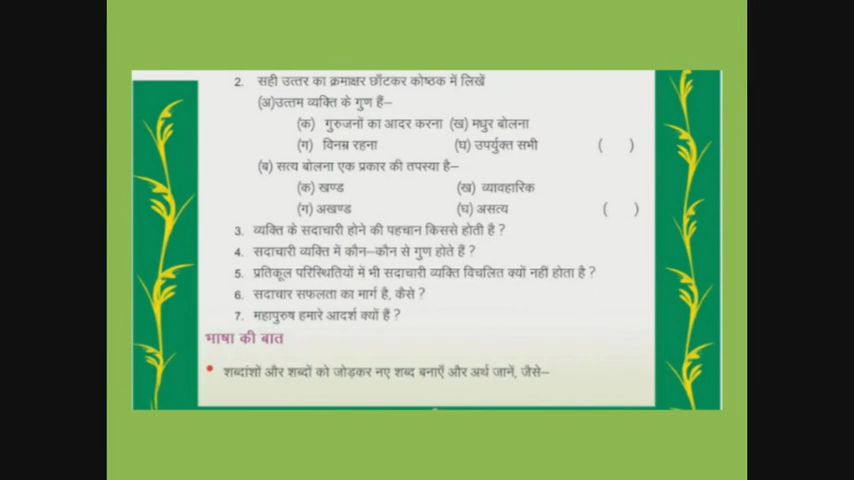 2. सही उत्तर का क्रमाक्षर छाँटकर कोष्ठक में लिखें
(अ)उत्तम व्यक्ति के गुण हैं–
(क) गुरुजनों का आदर करना (ख) मधुर बोलना
(ग) विनम्र रहना (घ) उपर्युक्त सभी ( )
(ब) सत्य बोलना एक प्रकार की तपस्या है–
(क) खण्ड (ख) व्यावहारिक
(ग) अखण्ड (घ) असत्य ( )
3. व्यक्ति के सदाचारी होने की पहचान किससे होती है ?
4. सदाचारी व्यक्ति में कौन–कौन से गुण होते हैं ?
5. प्रतिकूल परिस्थितियों में भी सदाचारी व्यक्ति विचलित क्यों नहीं होता है ?
6. सदाचार सफलता का मार्ग है, कैसे ?
7. महापुरुष हमारे आदर्श क्यों हैं ?
भाषा की बात
• शब्दांशों और शब्दों को जोड़कर नए शब्द बनाएँ और अर्थ जानें, जैसे–